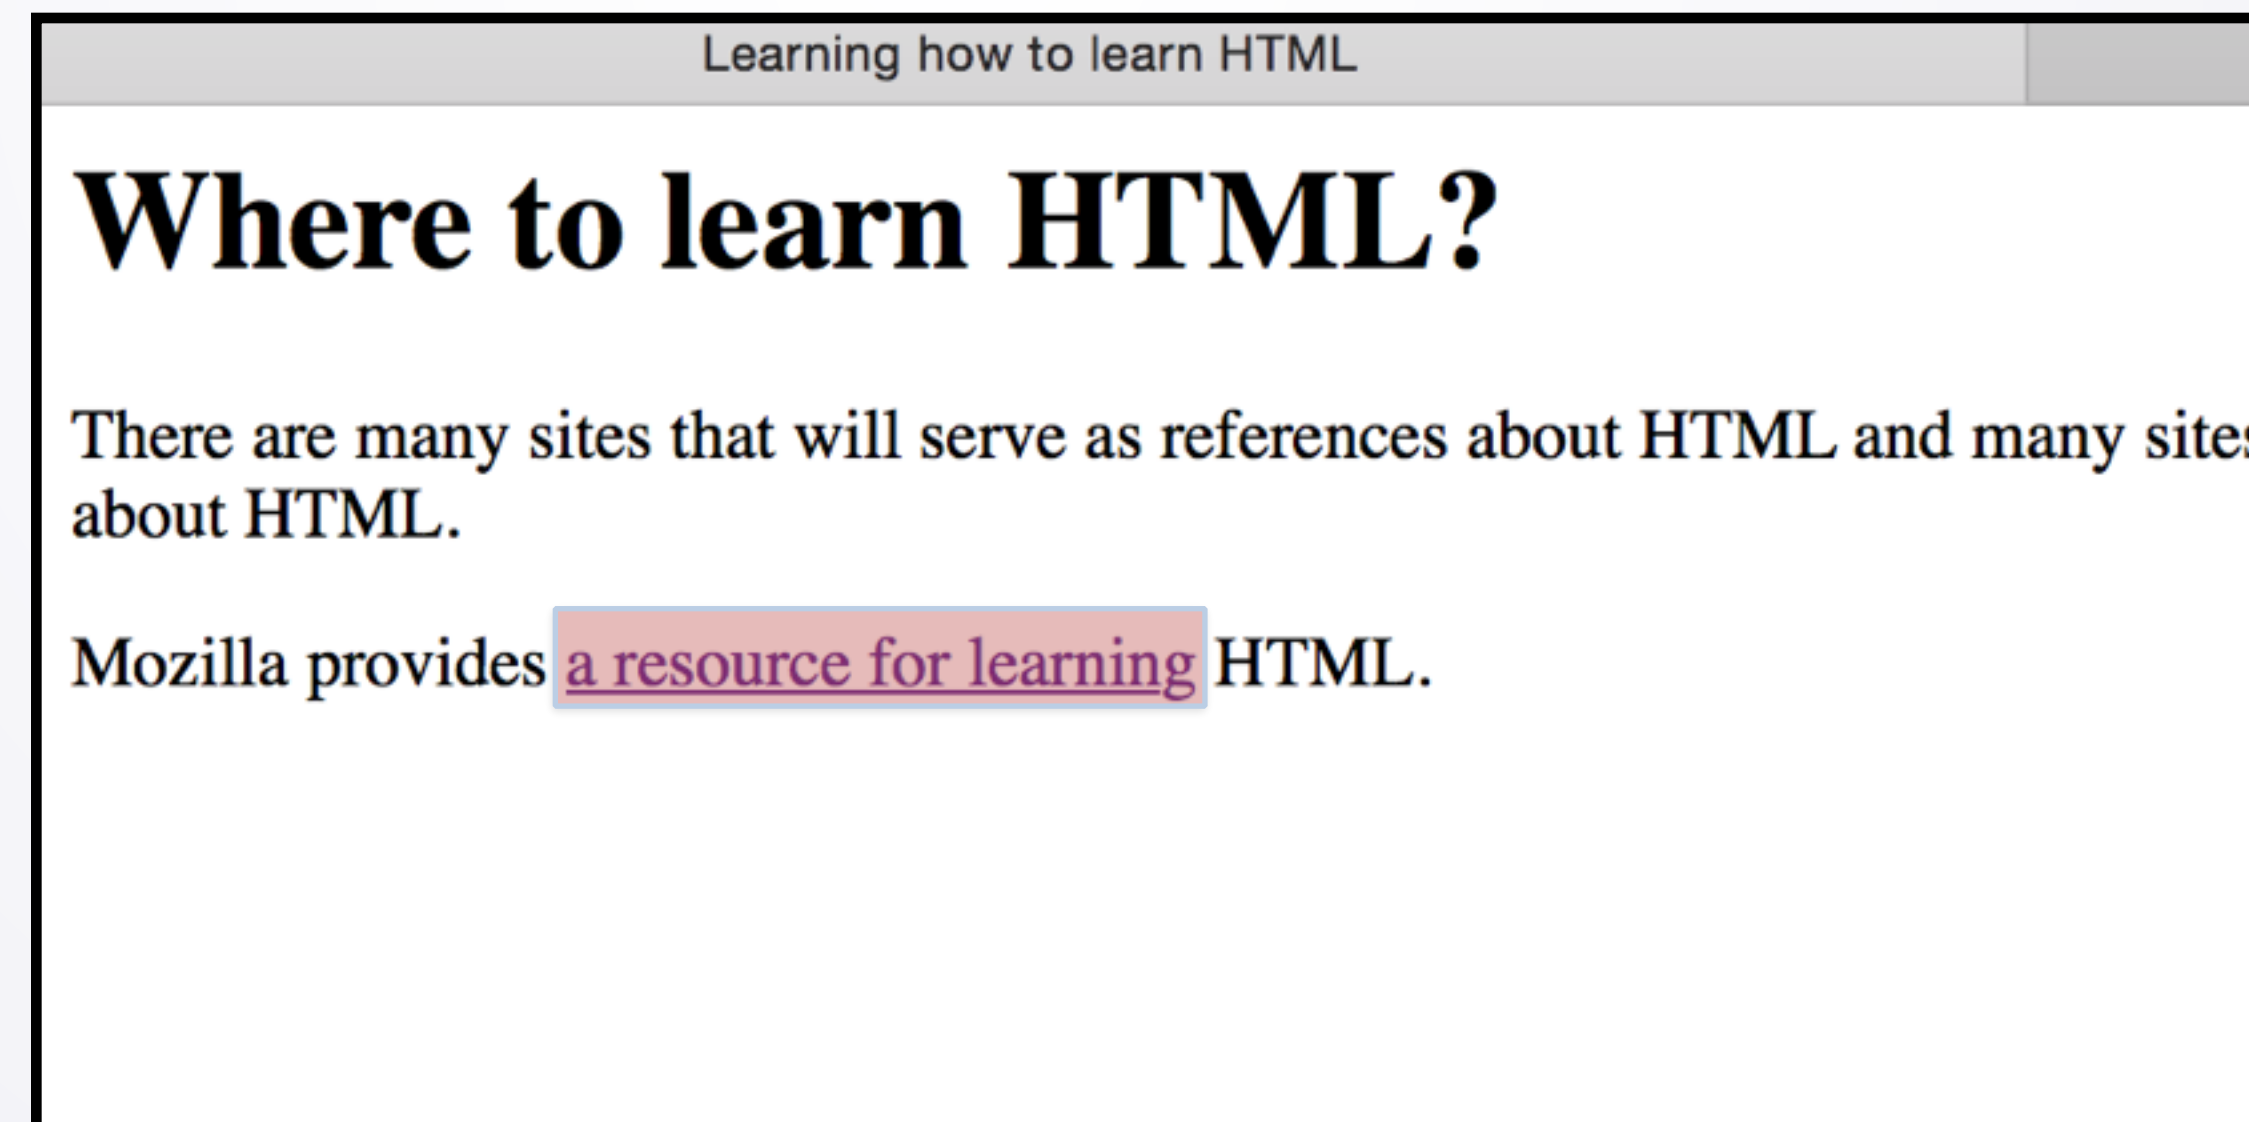 Learning how to learn HTML
Where to learn HTML?
There are many sites that will serve as references about HTML and many sites
about HTML.
Mozilla provides a resource for learning HTML.